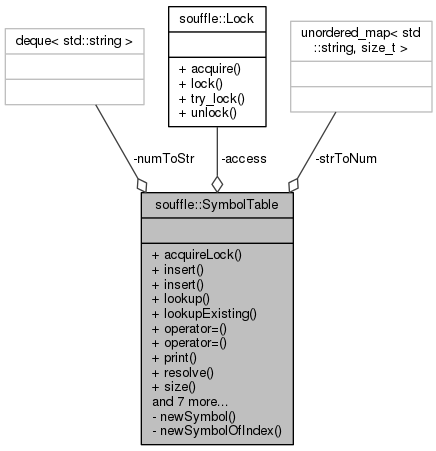 deque< std::string >
souffle::Lock
+ acquire()
+ lock()
+ try_lock()
+ unlock()
unordered_map< std
::string, size_t >
-numToStr
-access
-strToNum
souffle::SymbolTable
+ acquireLock()
+ insert()
+ insert()
+ lookup()
+ lookupExisting()
+ operator=()
+ operator=()
+ print()
+ resolve()
+ size()
and 7 more...
- newSymbol()
- newSymbolOfIndex()